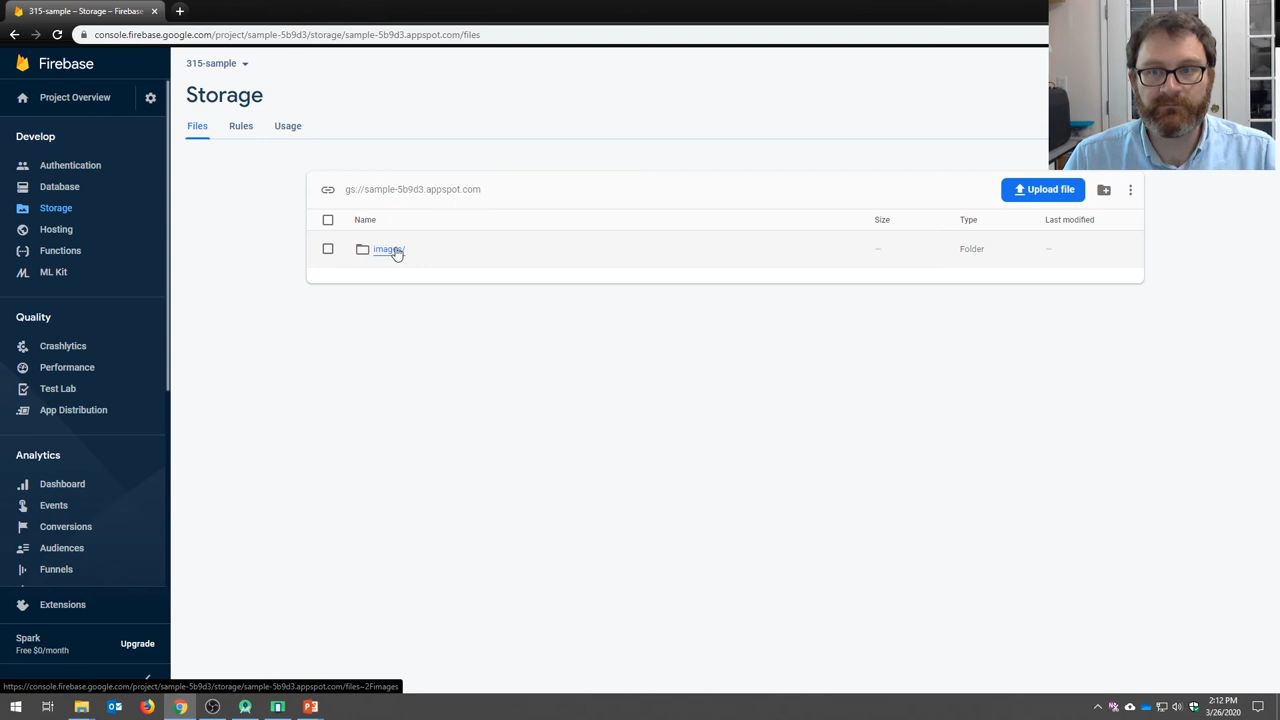 315-sample – Storage – Firebase
console.firebase.google.com/project/sample-5b9d3/storage/sample-5b9d3.appspot.com/files
Firebase
315-sample
Project Overview
Storage
Files Rules Usage
Develop
Authentication
Database
Storage
Hosting
Functions
ML Kit
gs://sample-5b9d3.appspot.com
Upload file
Name Size Type Last modified
images/ – Folder –
Quality
Crashlytics
Performance
Test Lab
App Distribution
Analytics
Dashboard
Events
Conversions
Audiences
Funnels
Extensions
Spark
Free $0/month
Upgrade
https://console.firebase.google.com/project/sample-5b9d3/storage/sample-5b9d3.appspot.com/files~2Fimages
2:12 PM
3/26/2020